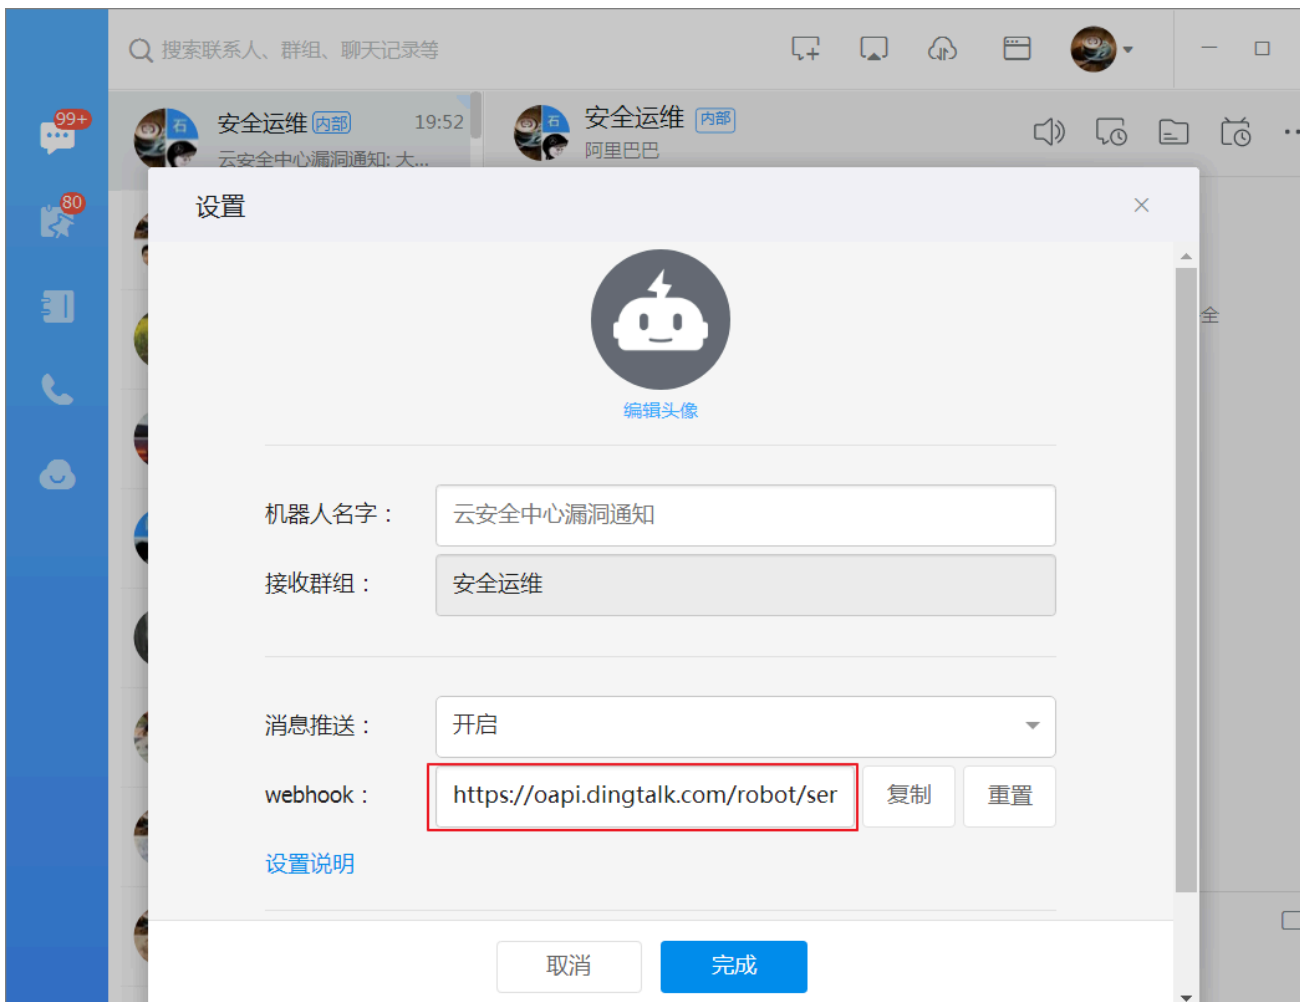 搜索联系人、群组、聊天记录等
99+
80
石 安全运维 内部 19:52
云安全中心漏洞通知: 大...
石 安全运维 内部
阿里巴巴
设置
全
编辑头像
机器人名字： 云安全中心漏洞通知
接收群组： 安全运维
消息推送： 开启
webhook： https://oapi.dingtalk.com/robot/ser 复制 重置
设置说明
取消 完成